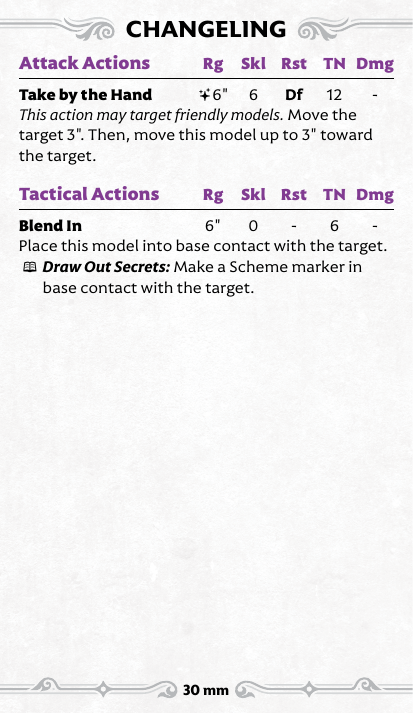 CHANGELING
Attack Actions Rg Skl Rst TN Dmg
Take by the Hand 6" 6 Df 12 -
This action may target friendly models. Move the
target 3". Then, move this model up to 3" toward
the target.
Tactical Actions Rg Skl Rst TN Dmg
Blend In 6" 0 - 6 -
Place this model into base contact with the target.
Draw Out Secrets: Make a Scheme marker in
base contact with the target.
30 mm